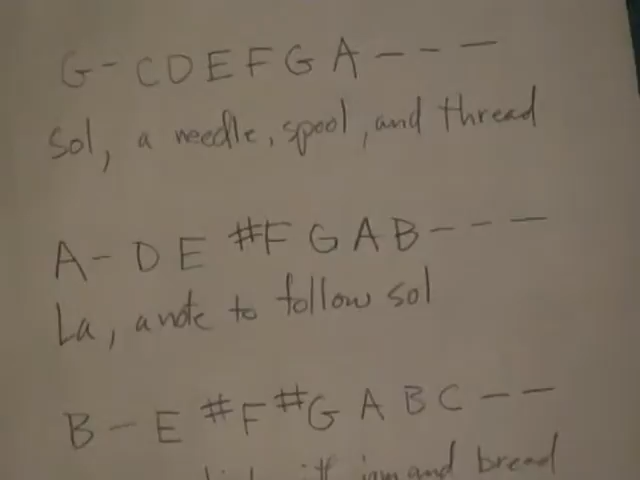 G - C D E F G A - - -
Sol, a needle, spool, and thread
A - D E #F G A B - - -
La, a note to follow sol
B - E #F #G A B C - -
jam and bread